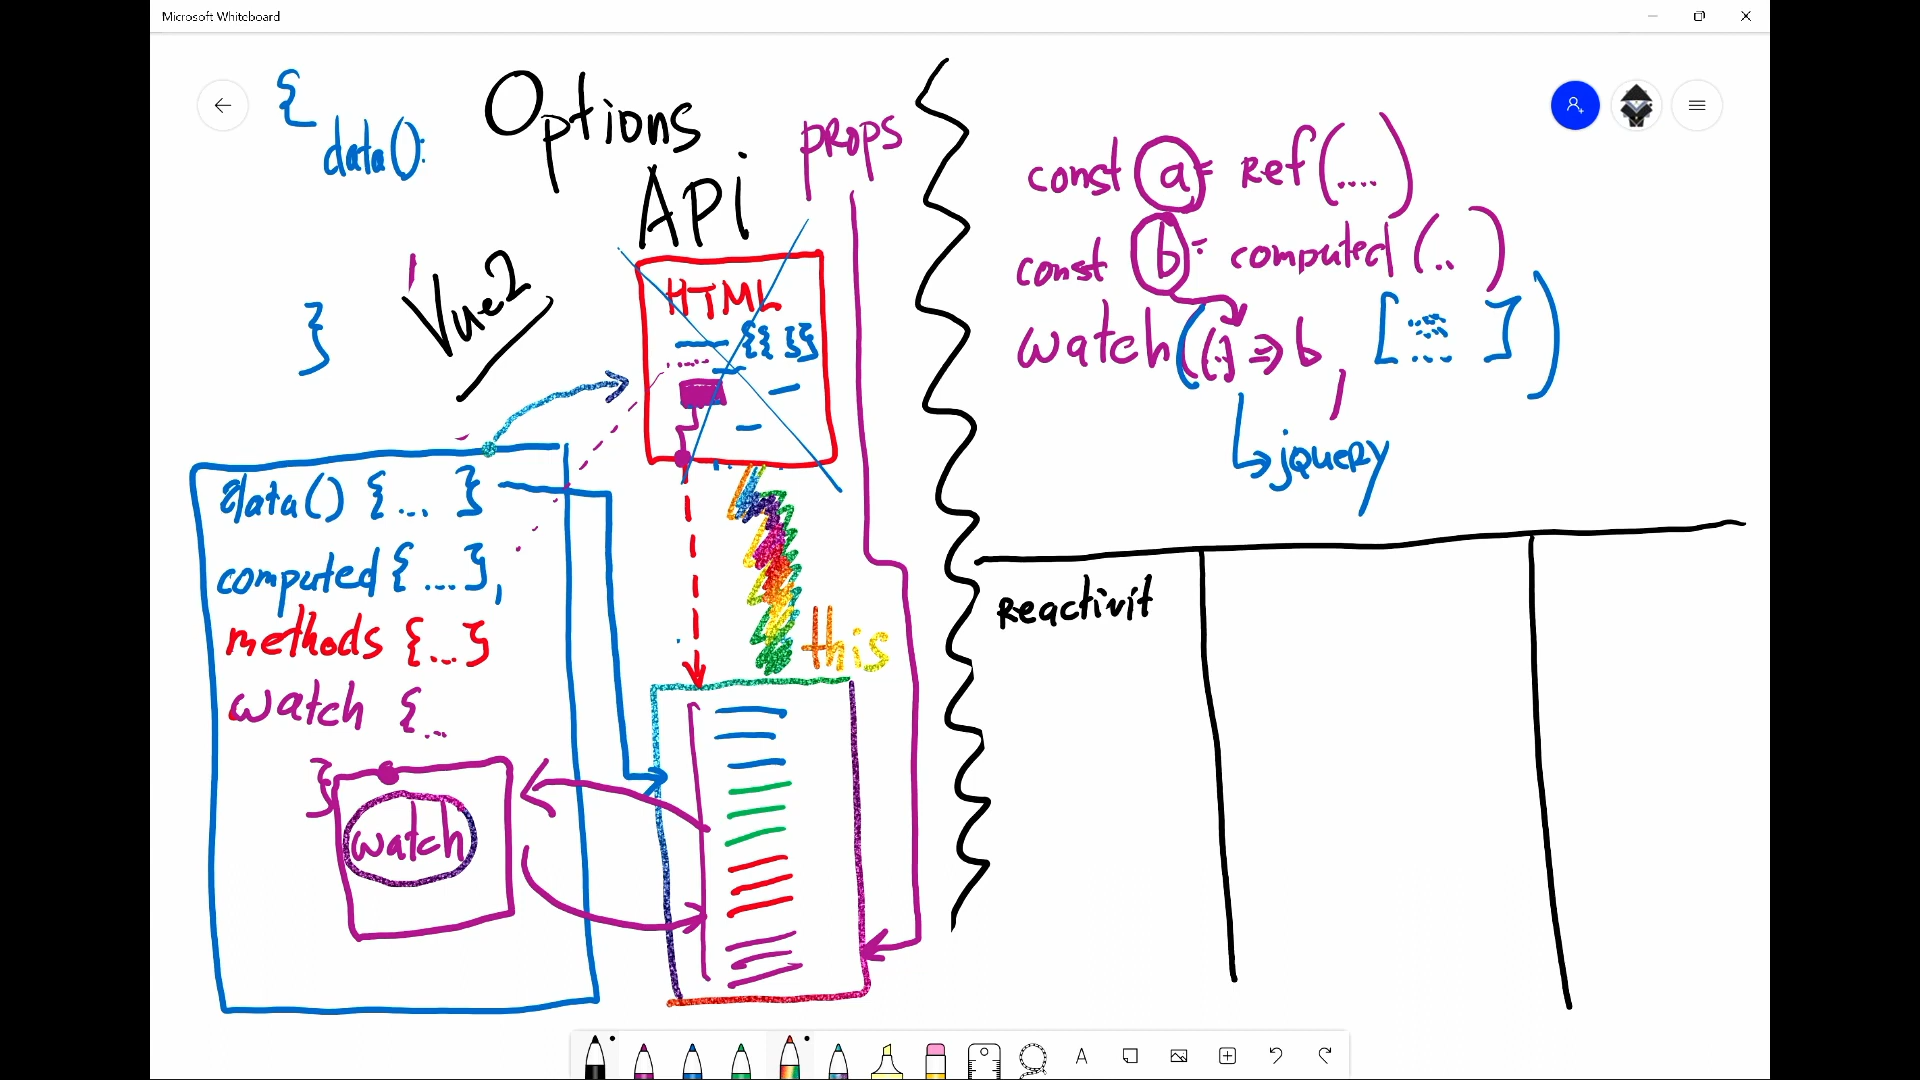 Microsoft Whiteboard
{
data():
}
Options
Api
props
Vue2
HTML
{{ }}
data() { ... }
computed { ... },
methods { ... }
watch { ..
}
watch
this
const a = Ref(....)
const b = computed (.. )
watch((.) => b, [ ... ])
jQuery
Reactivit
A